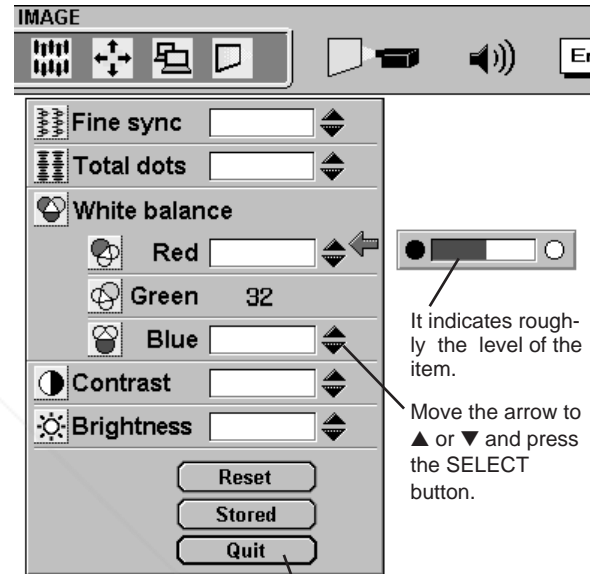 IMAGE
Fine sync
Total dots
White balance
Red
Green 32
Blue
Contrast
Brightness
Reset
Stored
Quit
It indicates rough-
ly the level of the
item.
Move the arrow to
▲ or ▼ and press
the SELECT
button.